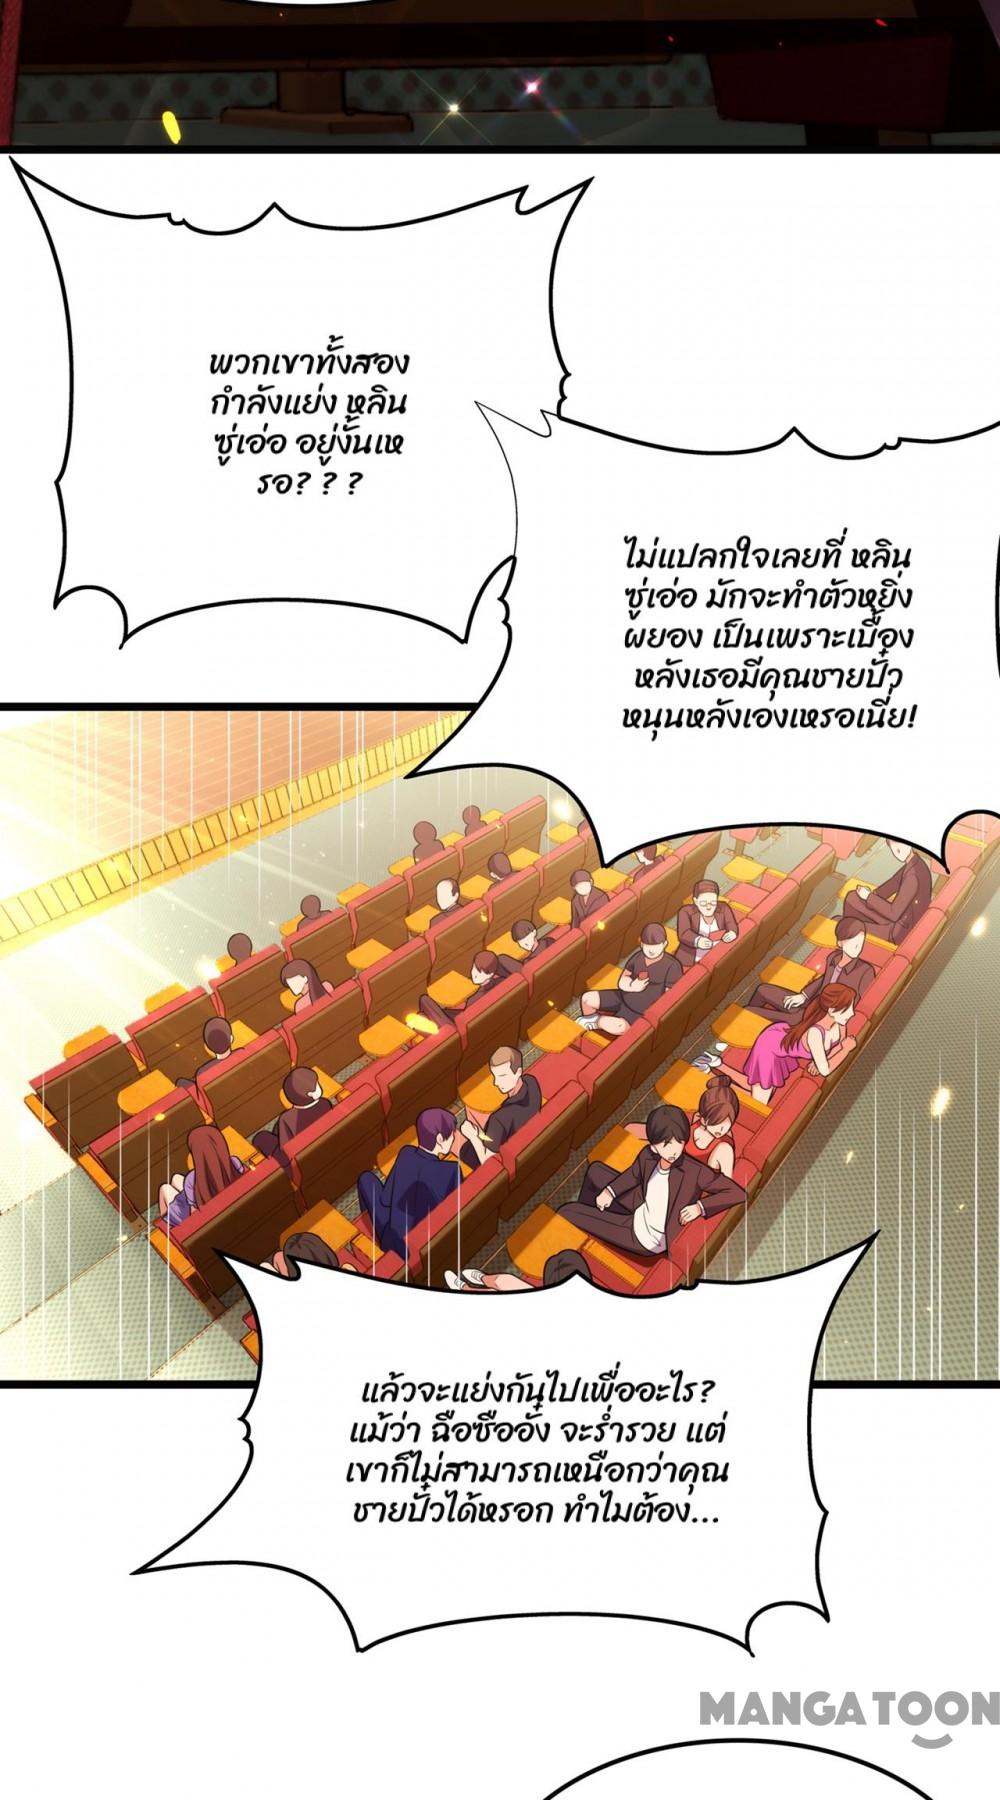 พวกเขาทั้งสอง
กำลังแย่ง หลิน
ซู่เอ่อ อยู่งั้นเห
รอ? ? ?
ไม่แปลกใจเลยที่ หลิน
ซู่เอ่อ มักจะทำตัวหยิ่ง
ผยอง เป็นเพราะเบื้อง
หลังเธอมีคุณชายปั๋ว
หนุนหลังเองเหรอเนี่ย!
แล้วจะแย่งกันไปเพื่ออะไร?
แม้ว่า ฉือซืออั๋ง จะร่ำรวย แต่
เขาก็ไม่สามารถเหนือกว่าคุณ
ชายปั๋วได้หรอก ทำไมต้อง...
MANGATOON